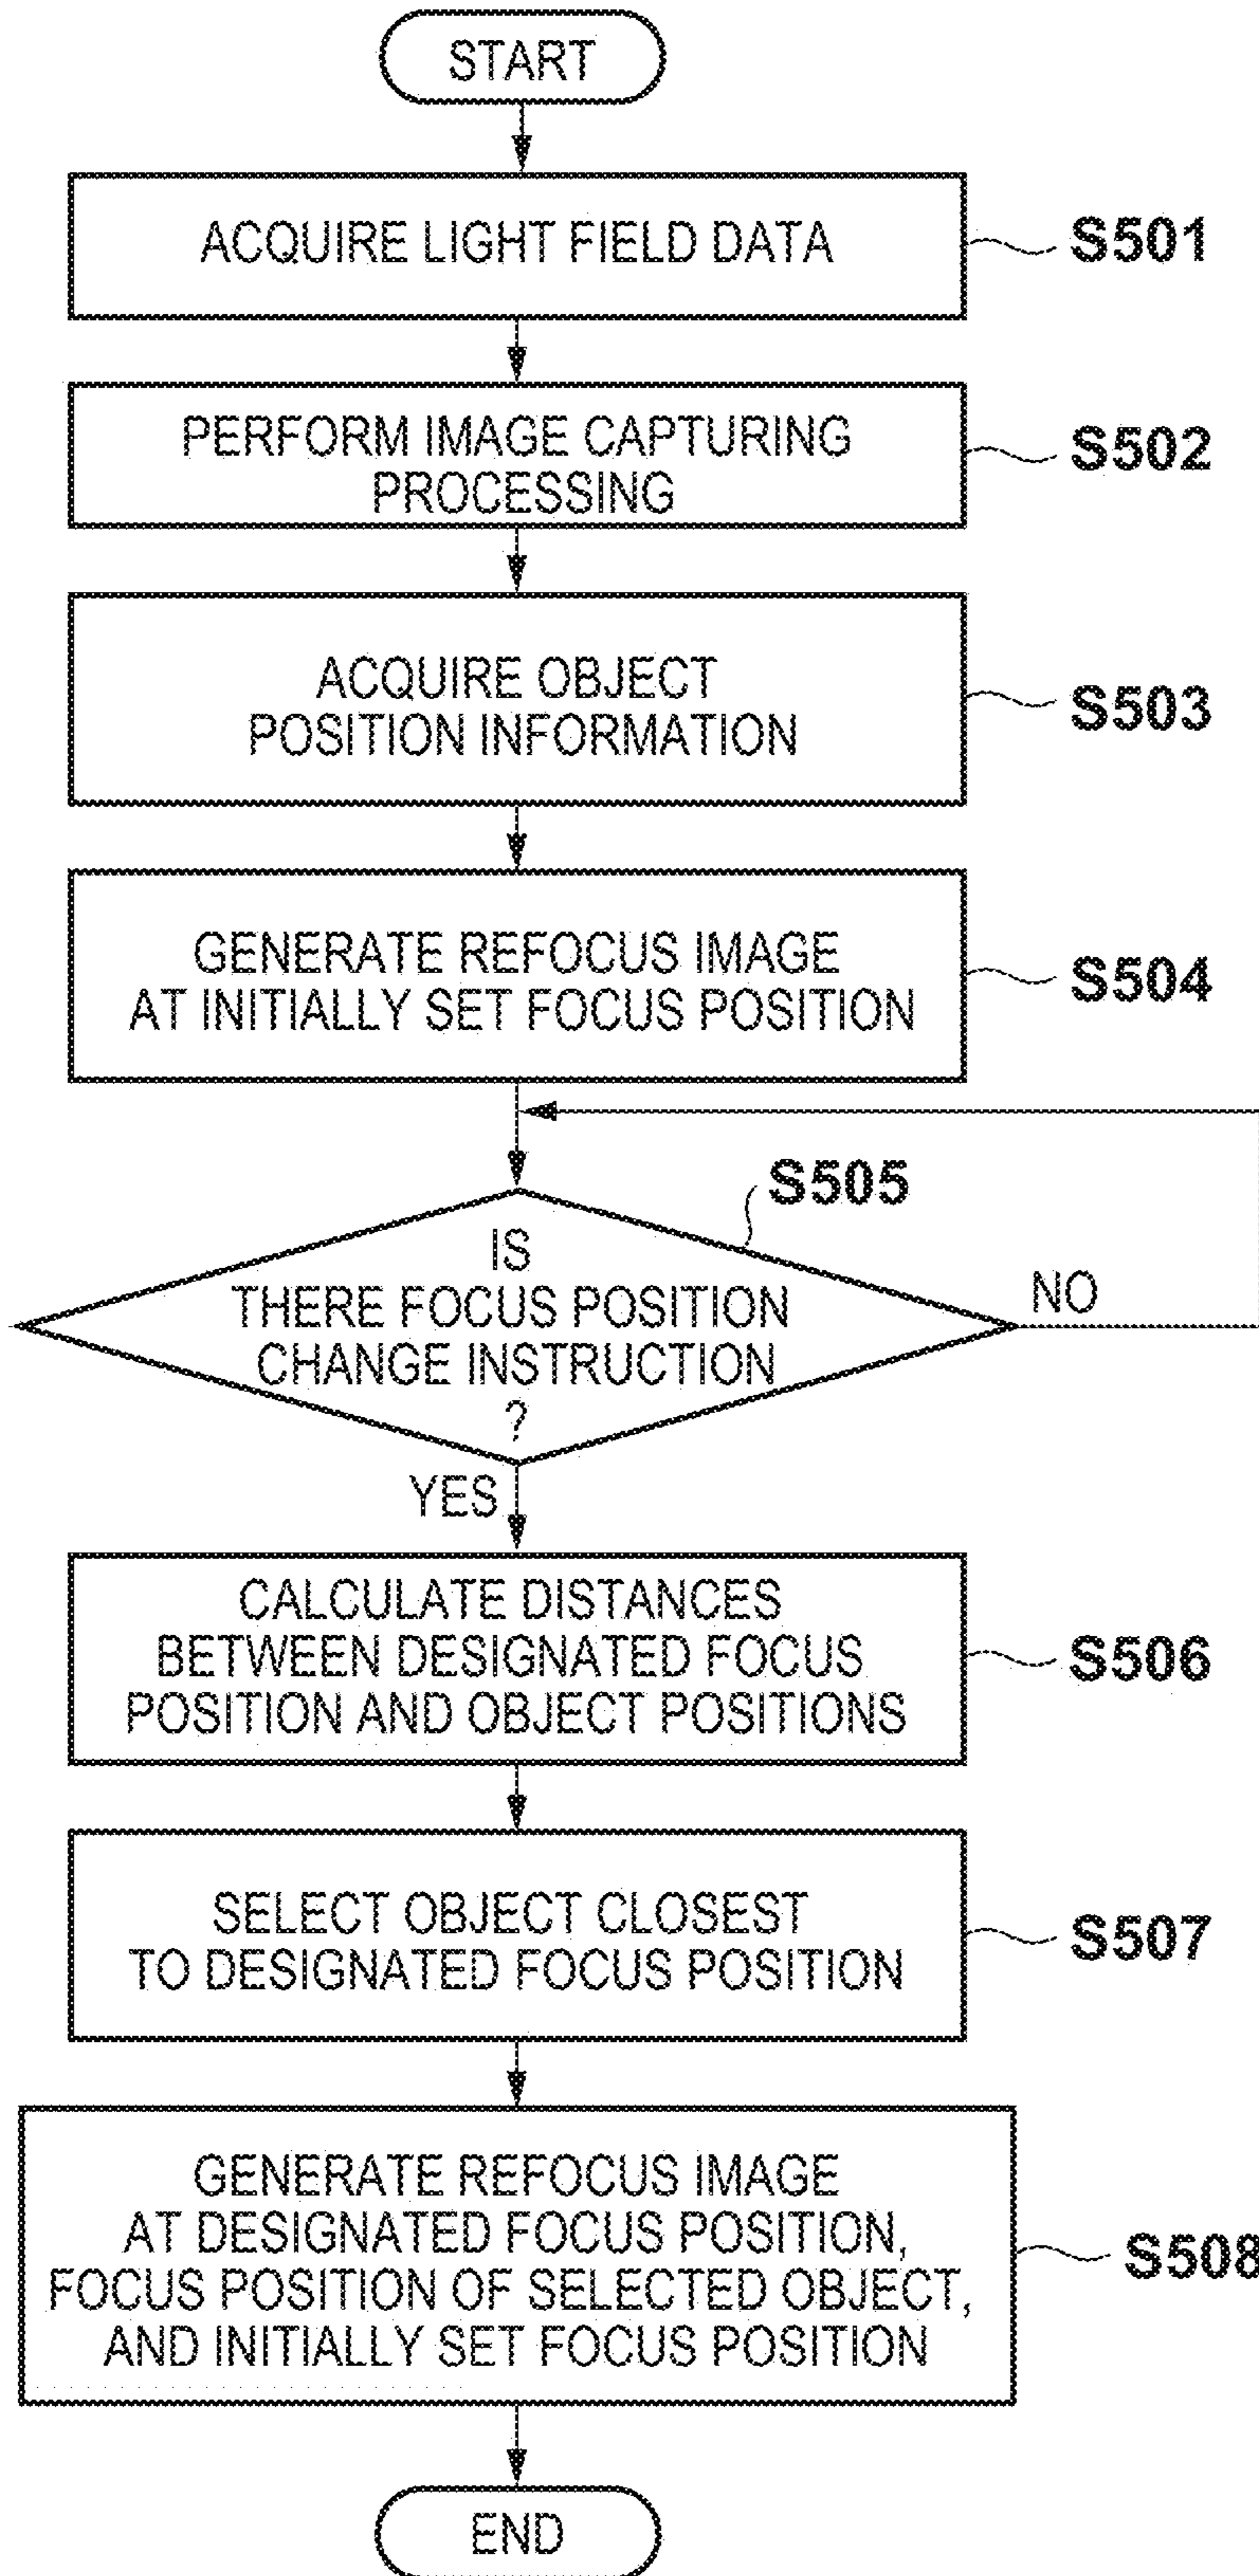 START
ACQUIRE LIGHT FIELD DATA
S501
PERFORM IMAGE CAPTURING
PROCESSING
S502
ACQUIRE OBJECT
POSITION INFORMATION
S503
GENERATE REFOCUS IMAGE
AT INITIALLY SET FOCUS POSITION
S504
S505
IS
THERE FOCUS POSITION
CHANGE INSTRUCTION
?
NO
YES
CALCULATE DISTANCES
BETWEEN DESIGNATED FOCUS
POSITION AND OBJECT POSITIONS
S506
SELECT OBJECT CLOSEST
TO DESIGNATED FOCUS POSITION
S507
GENERATE REFOCUS IMAGE
AT DESIGNATED FOCUS POSITION,
FOCUS POSITION OF SELECTED OBJECT,
AND INITIALLY SET FOCUS POSITION
S508
END